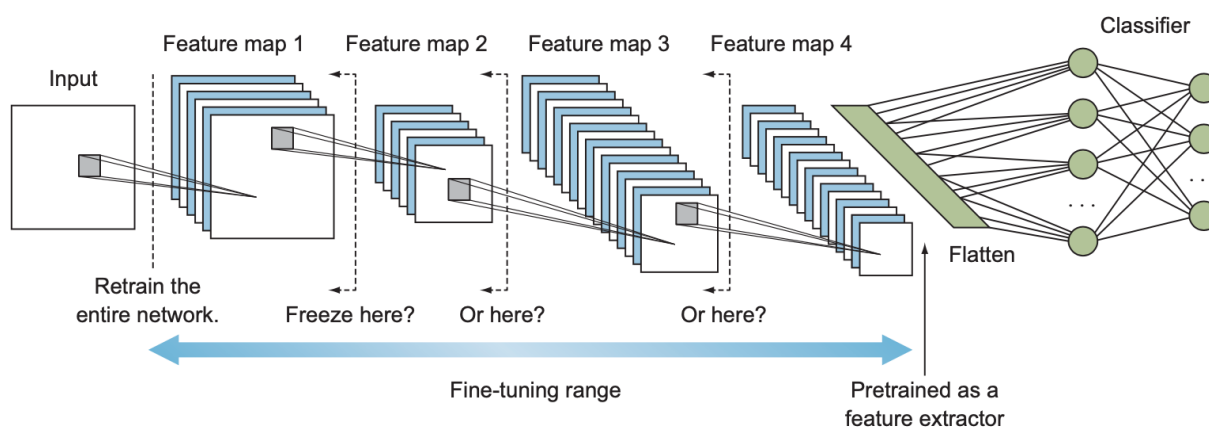 Classifier
Feature map 1
Feature map 2
Feature map 3
Feature map 4
Input
. . .
. .
Flatten
Retrain the
entire network.
Freeze here?
Or here?
Or here?
Fine-tuning range
Pretrained as a
feature extractor